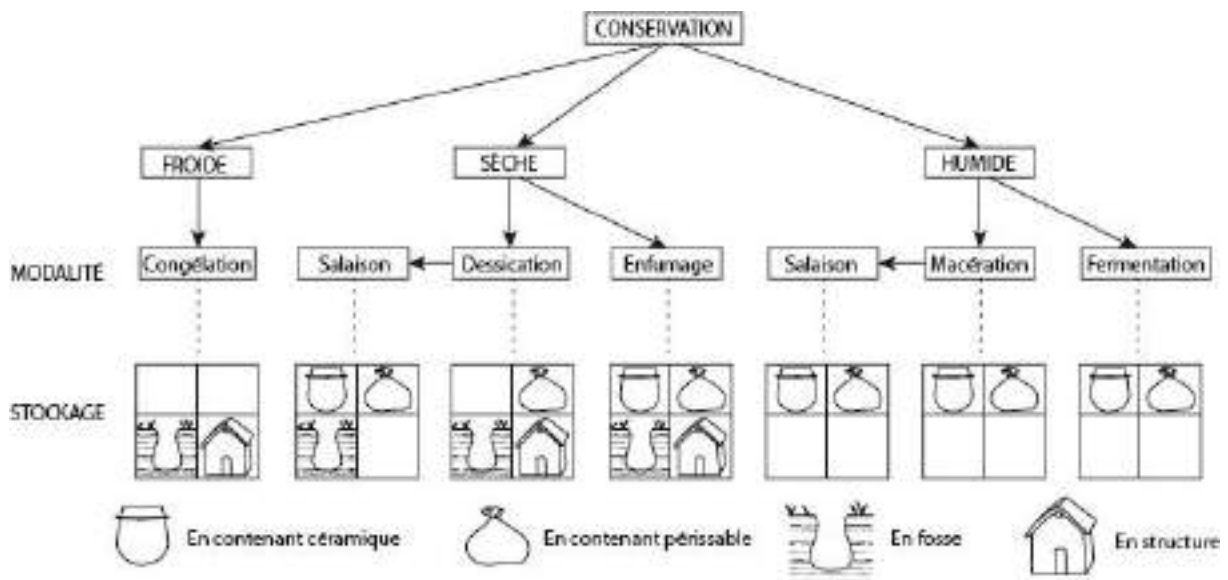 CONSERVATION
FROIDE
SÈCHE
HUMIDE
MODALITÉ
Congélation
Salaison
Dessication
Enfumage
Salaison
Macération
Fermentation
STOCKAGE
En contenant céramique
En contenant périssable
En fosse
En structure